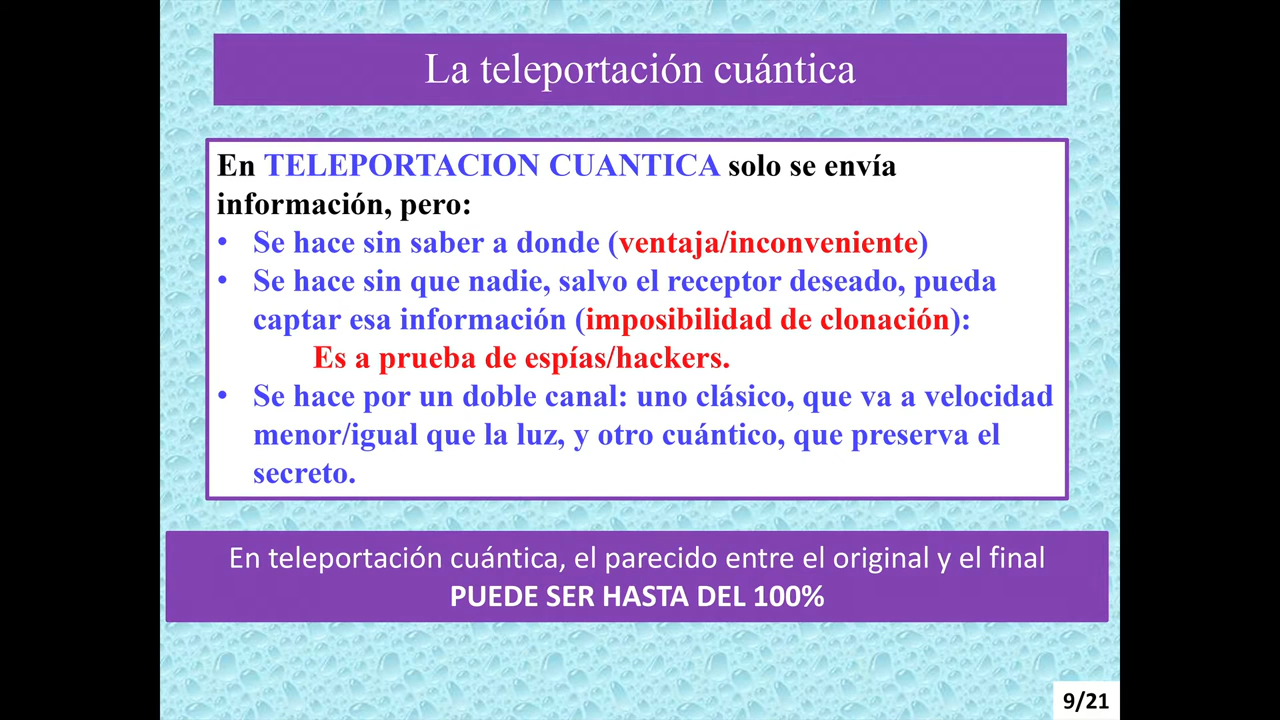 La teleportación cuántica
En TELEPORTACION CUANTICA solo se envía
información, pero:
• Se hace sin saber a donde (ventaja/inconveniente)
• Se hace sin que nadie, salvo el receptor deseado, pueda
captar esa información (imposibilidad de clonación):
Es a prueba de espías/hackers.
• Se hace por un doble canal: uno clásico, que va a velocidad
menor/igual que la luz, y otro cuántico, que preserva el
secreto.
En teleportación cuántica, el parecido entre el original y el final
PUEDE SER HASTA DEL 100%
9/21